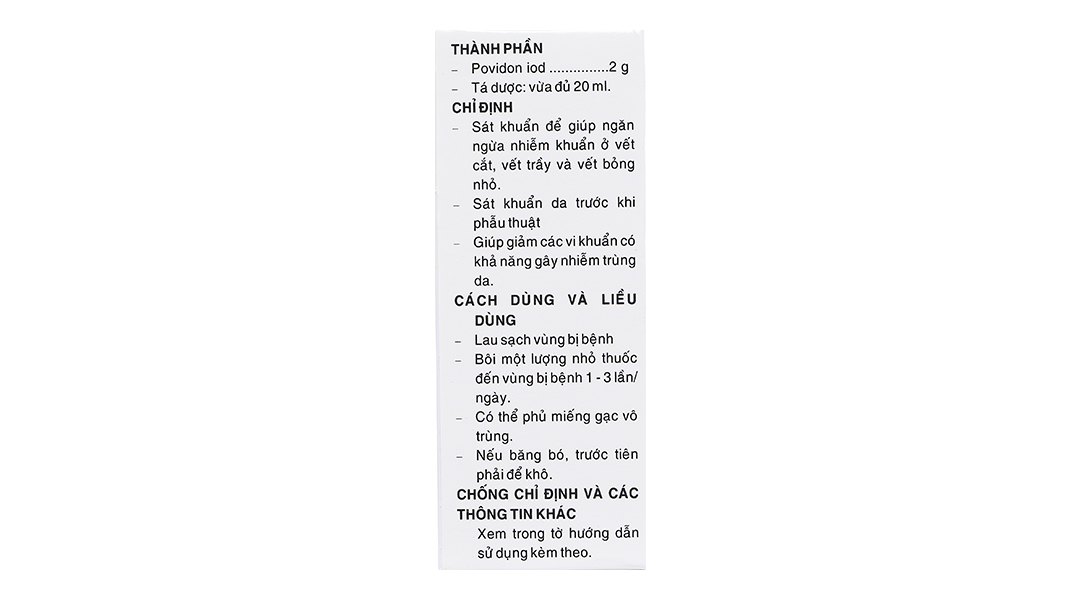 THÀNH PHẦN
– Povidon iod ...............2 g
– Tá dược: vừa đủ 20 ml.
CHỈ ĐỊNH
– Sát khuẩn để giúp ngăn
ngừa nhiễm khuẩn ở vết
cắt, vết trầy và vết bỏng
nhỏ.
– Sát khuẩn da trước khi
phẫu thuật
– Giúp giảm các vi khuẩn có
khả năng gây nhiễm trùng
da.
CÁCH DÙNG VÀ LIỀU
DÙNG
– Lau sạch vùng bị bệnh
– Bôi một lượng nhỏ thuốc
đến vùng bị bệnh 1 - 3 lần/
ngày.
– Có thể phủ miếng gạc vô
trùng.
– Nếu băng bó, trước tiên
phải để khô.
CHỐNG CHỈ ĐỊNH VÀ CÁC
THÔNG TIN KHÁC
Xem trong tờ hướng dẫn
sử dụng kèm theo.